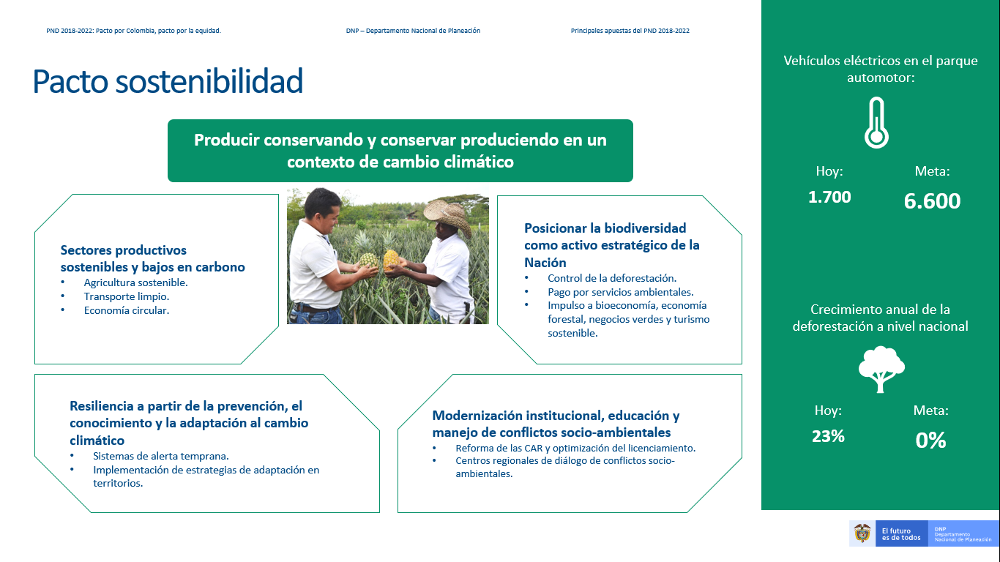 PND 2018-2022: Pacto por Colombia, pacto por la equidad.
DNP – Departamento Nacional de Planeación
Principales apuestas del PND 2018-2022
Pacto sostenibilidad
Producir conservando y conservar produciendo en un
contexto de cambio climático
Sectores productivos
sostenibles y bajos en carbono
• Agricultura sostenible.
• Transporte limpio.
• Economía circular.
Posicionar la biodiversidad
como activo estratégico de la
Nación
• Control de la deforestación.
• Pago por servicios ambientales.
• Impulso a bioeconomía, economía
forestal, negocios verdes y turismo
sostenible.
Resiliencia a partir de la prevención, el
conocimiento y la adaptación al cambio
climático
• Sistemas de alerta temprana.
• Implementación de estrategias de adaptación en
territorios.
Modernización institucional, educación y
manejo de conflictos socio-ambientales
• Reforma de las CAR y optimización del licenciamiento.
• Centros regionales de diálogo de conflictos socio-
ambientales.
Vehículos eléctricos en el parque
automotor:
Hoy:
Meta:
1.700
6.600
Crecimiento anual de la
deforestación a nivel nacional
Hoy:
Meta:
23%
0%
El futuro
es de todos
DNP
Departamento
Nacional de Planeación